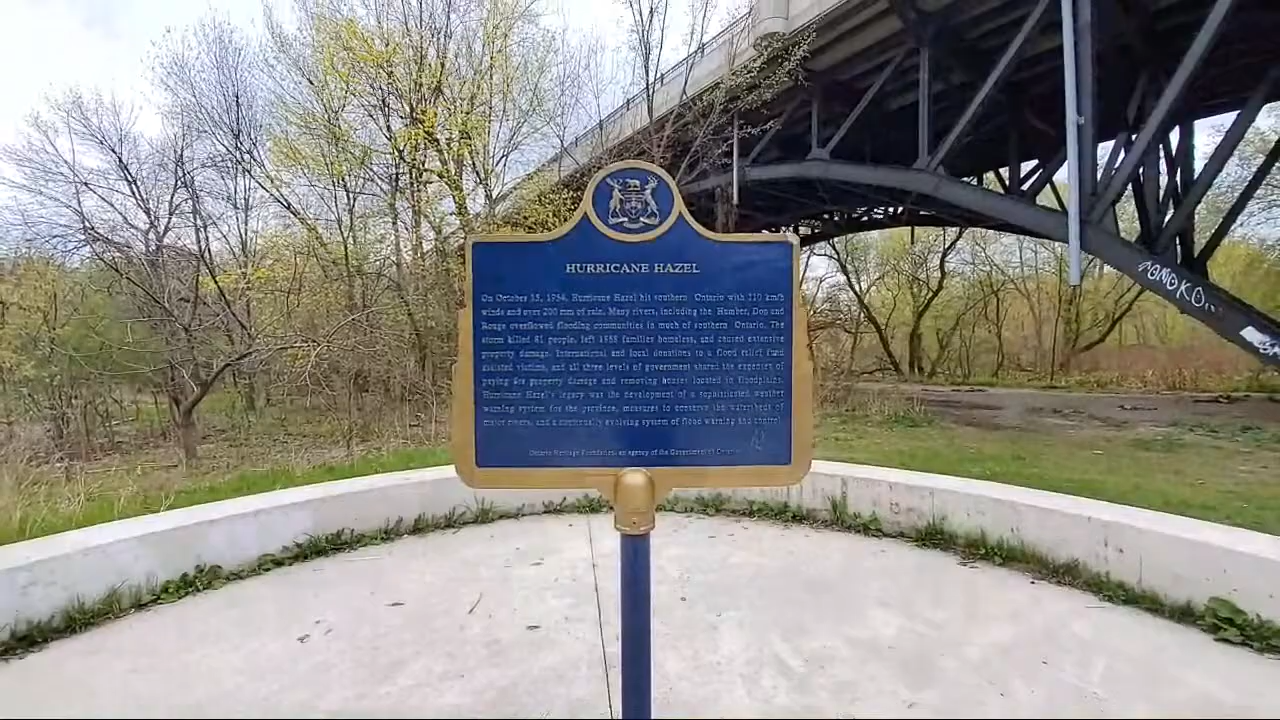 HURRICANE HAZEL
On October 15, 1954, Hurricane Hazel hit southern Ontario with 110 km/h
winds and over 200 mm of rain. Many rivers, including the Humber, Don and
Rouge overflowed flooding communities in much of southern Ontario. The
storm killed 81 people, left 1868 families homeless, and caused extensive
property damage. International and local donations to a flood relief fund
assisted victims, and all three levels of government shared the expenses of
paying for property damage and removing houses located in floodplains.
Hurricane Hazel's legacy was the development of a sophisticated weather
warning system for the province, measures to conserve the watersheds of
major rivers, and a continually evolving system of flood warning and control.
Ontario Heritage Foundation, an agency of the Government of Ontario